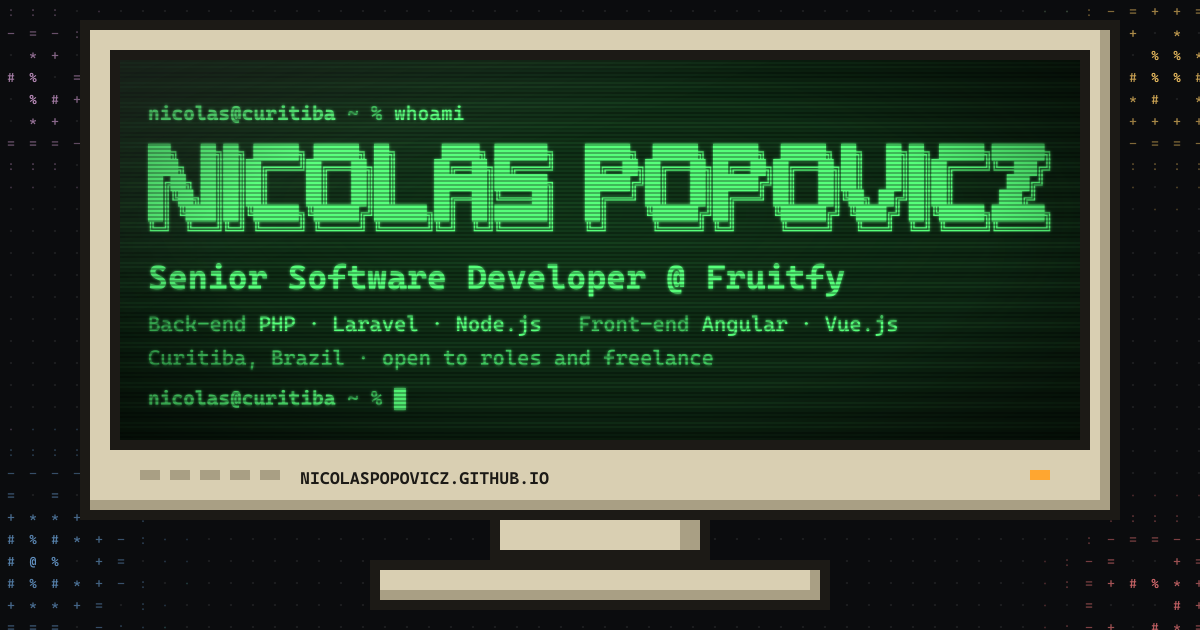 nicolas@curitiba ~ % whoami
NICOLAS POPOVICZ
Senior Software Developer @ Fruitfy
Back-end PHP · Laravel · Node.js Front-end Angular · Vue.js
Curitiba, Brazil · open to roles and freelance
nicolas@curitiba ~ %
NICOLASPOPOVICZ.GITHUB.IO